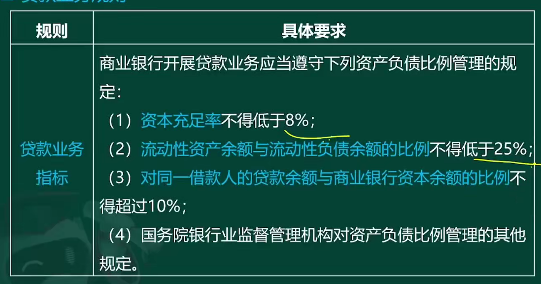 规则
具体要求
贷款业务
指标
商业银行开展贷款业务应当遵守下列资产负债比例管理的规
定：
（1）资本充足率不得低于8%；
（2）流动性资产余额与流动性负债余额的比例不得低于25%；
（3）对同一借款人的贷款余额与商业银行资本余额的比例不
得超过10%；
（4）国务院银行业监督管理机构对资产负债比例管理的其他
规定。